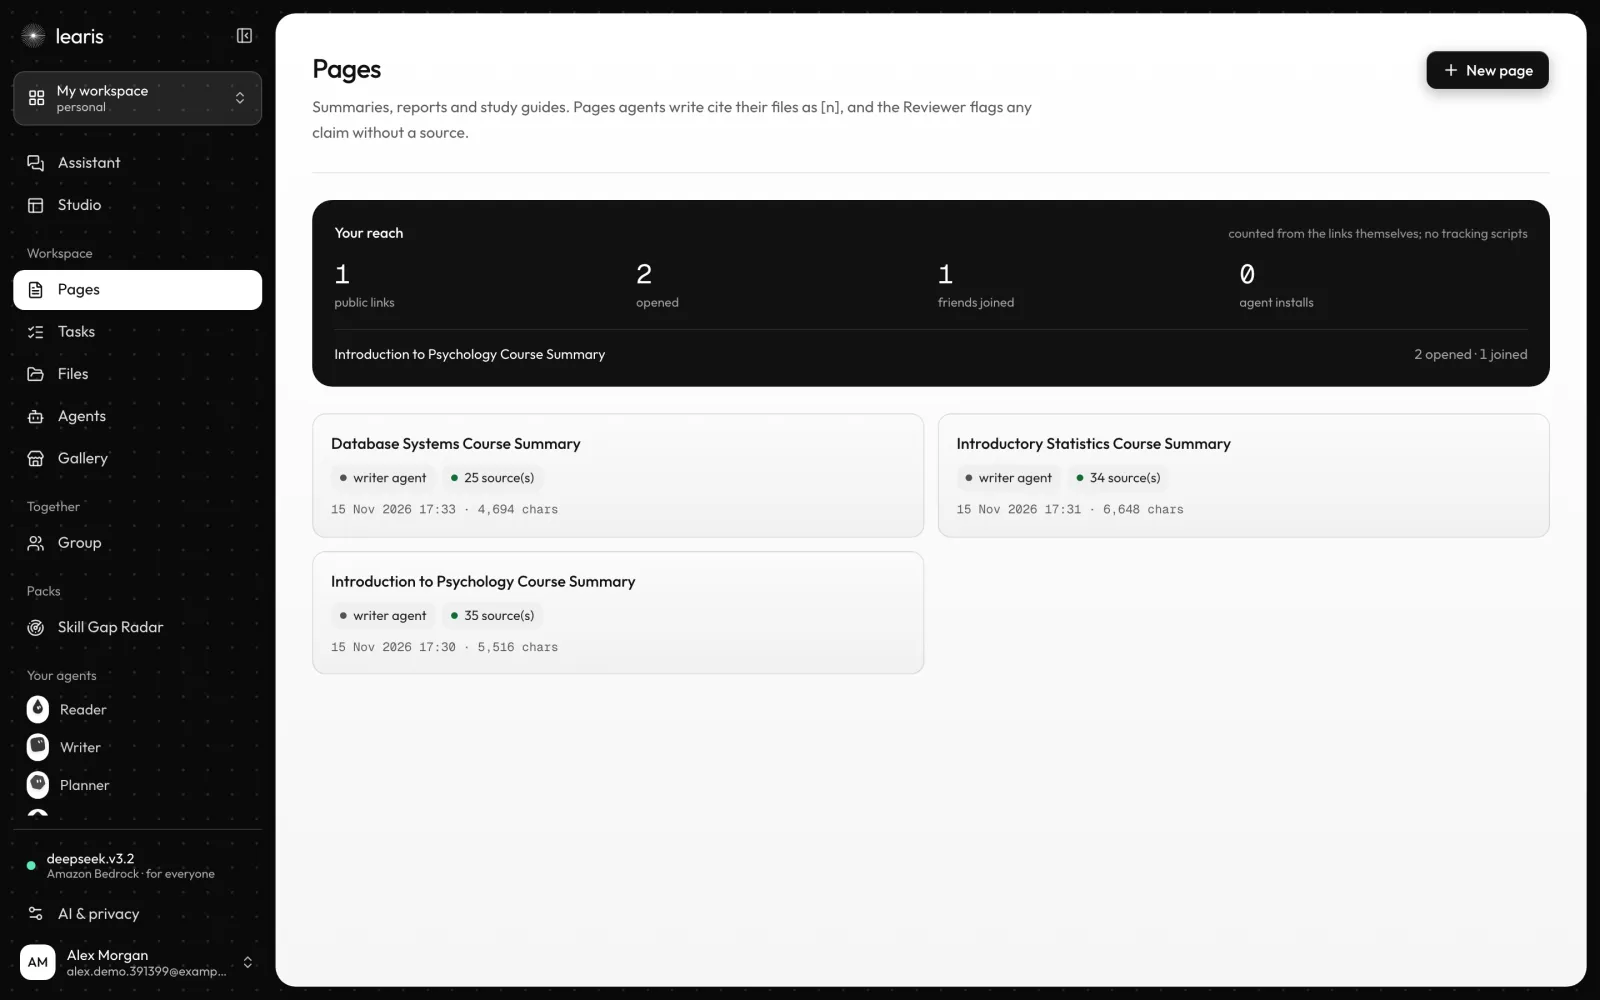 learis
My workspace
personal
Assistant
Studio
Workspace
Pages
Tasks
Files
Agents
Gallery
Together
Group
Packs
Skill Gap Radar
Your agents
Reader
Writer
Planner
deepseek.v3.2
Amazon Bedrock · for everyone
AI & privacy
AM
Alex Morgan
alex.demo.391399@examp...
Pages
New page
Summaries, reports and study guides. Pages agents write cite their files as [n], and the Reviewer flags any
claim without a source.
Your reach
counted from the links themselves; no tracking scripts
1
2
1
0
public links
opened
friends joined
agent installs
Introduction to Psychology Course Summary
2 opened · 1 joined
Database Systems Course Summary
writer agent
25 source(s)
15 Nov 2026 17:33 · 4,694 chars
Introductory Statistics Course Summary
writer agent
34 source(s)
15 Nov 2026 17:31 · 6,648 chars
Introduction to Psychology Course Summary
writer agent
35 source(s)
15 Nov 2026 17:30 · 5,516 chars